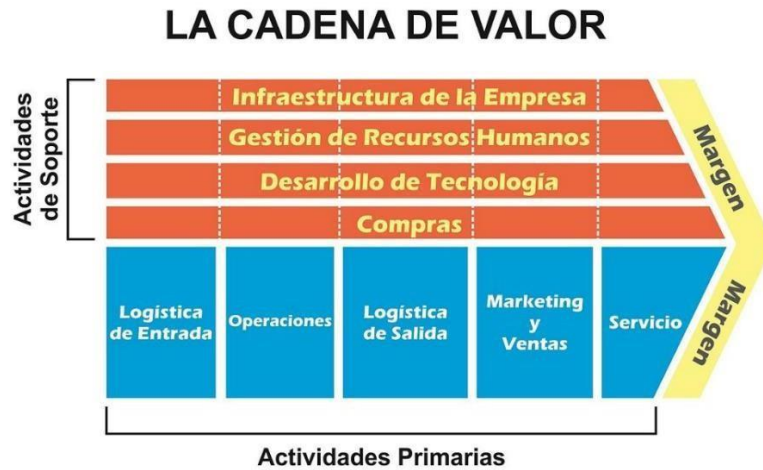 LA CADENA DE VALOR
Actividades
de Soporte
Infraestructura de la Empresa
Gestión de Recursos Humanos
Desarrollo de Tecnología
Compras
Margen
Logística
de Entrada
Operaciones
Logística
de Salida
Marketing
y
Ventas
Servicio
Margen
Actividades Primarias